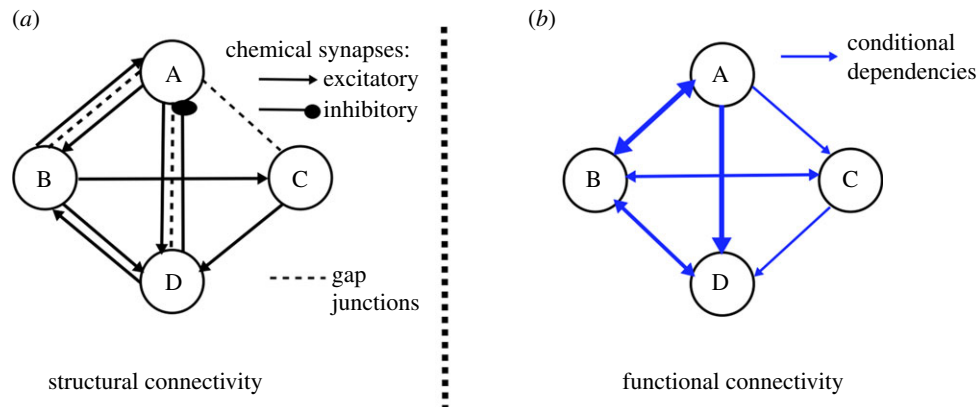 (a)
chemical synapses:
excitatory
inhibitory
A
B
C
D
gap
junctions
structural connectivity
(b)
conditional
dependencies
A
B
C
D
functional connectivity